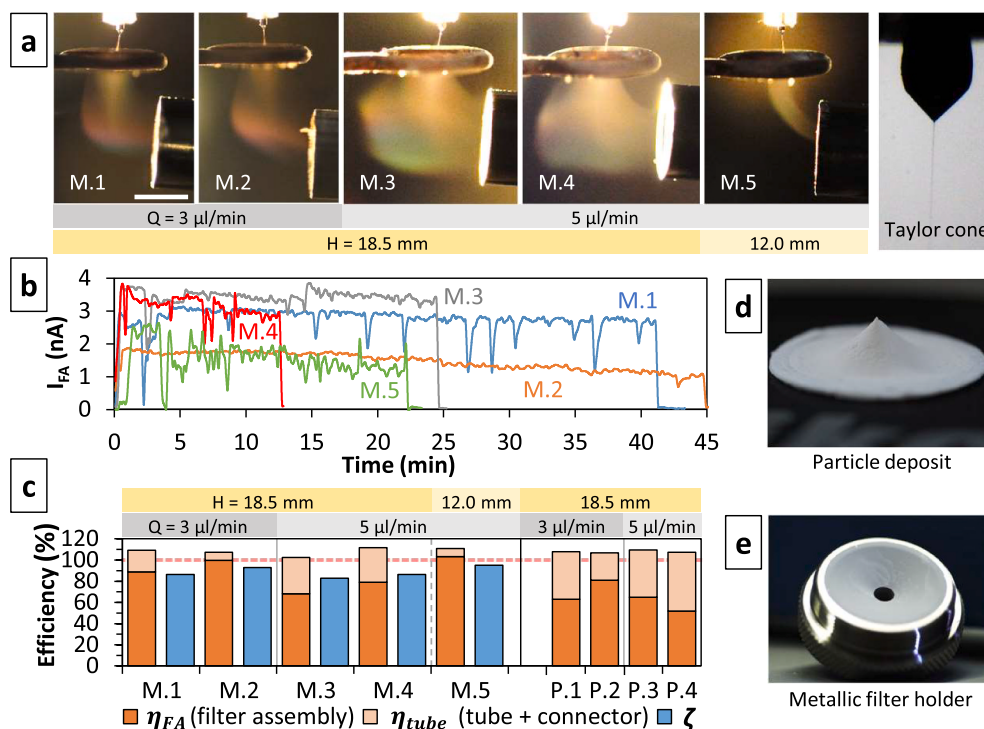 a
M.1
M.2
M.3
M.4
M.5
Taylor cone
Q = 3 µl/min
5 µl/min
H = 18.5 mm
12.0 mm
b
I_FA (nA)
4
3
2
1
0
M.3
M.1
M.4
M.5
M.2
0 5 10 15 20 25 30 35 40 45
Time (min)
c
H = 18.5 mm
12.0 mm
18.5 mm
Q = 3 µl/min
5 µl/min
3 µl/min
5 µl/min
Efficiency (%)
120
100
80
60
40
20
0
M.1 M.2 M.3 M.4 M.5 P.1 P.2 P.3 P.4
η_FA (filter assembly) η_tube (tube + connector) ζ
d
Particle deposit
e
Metallic filter holder